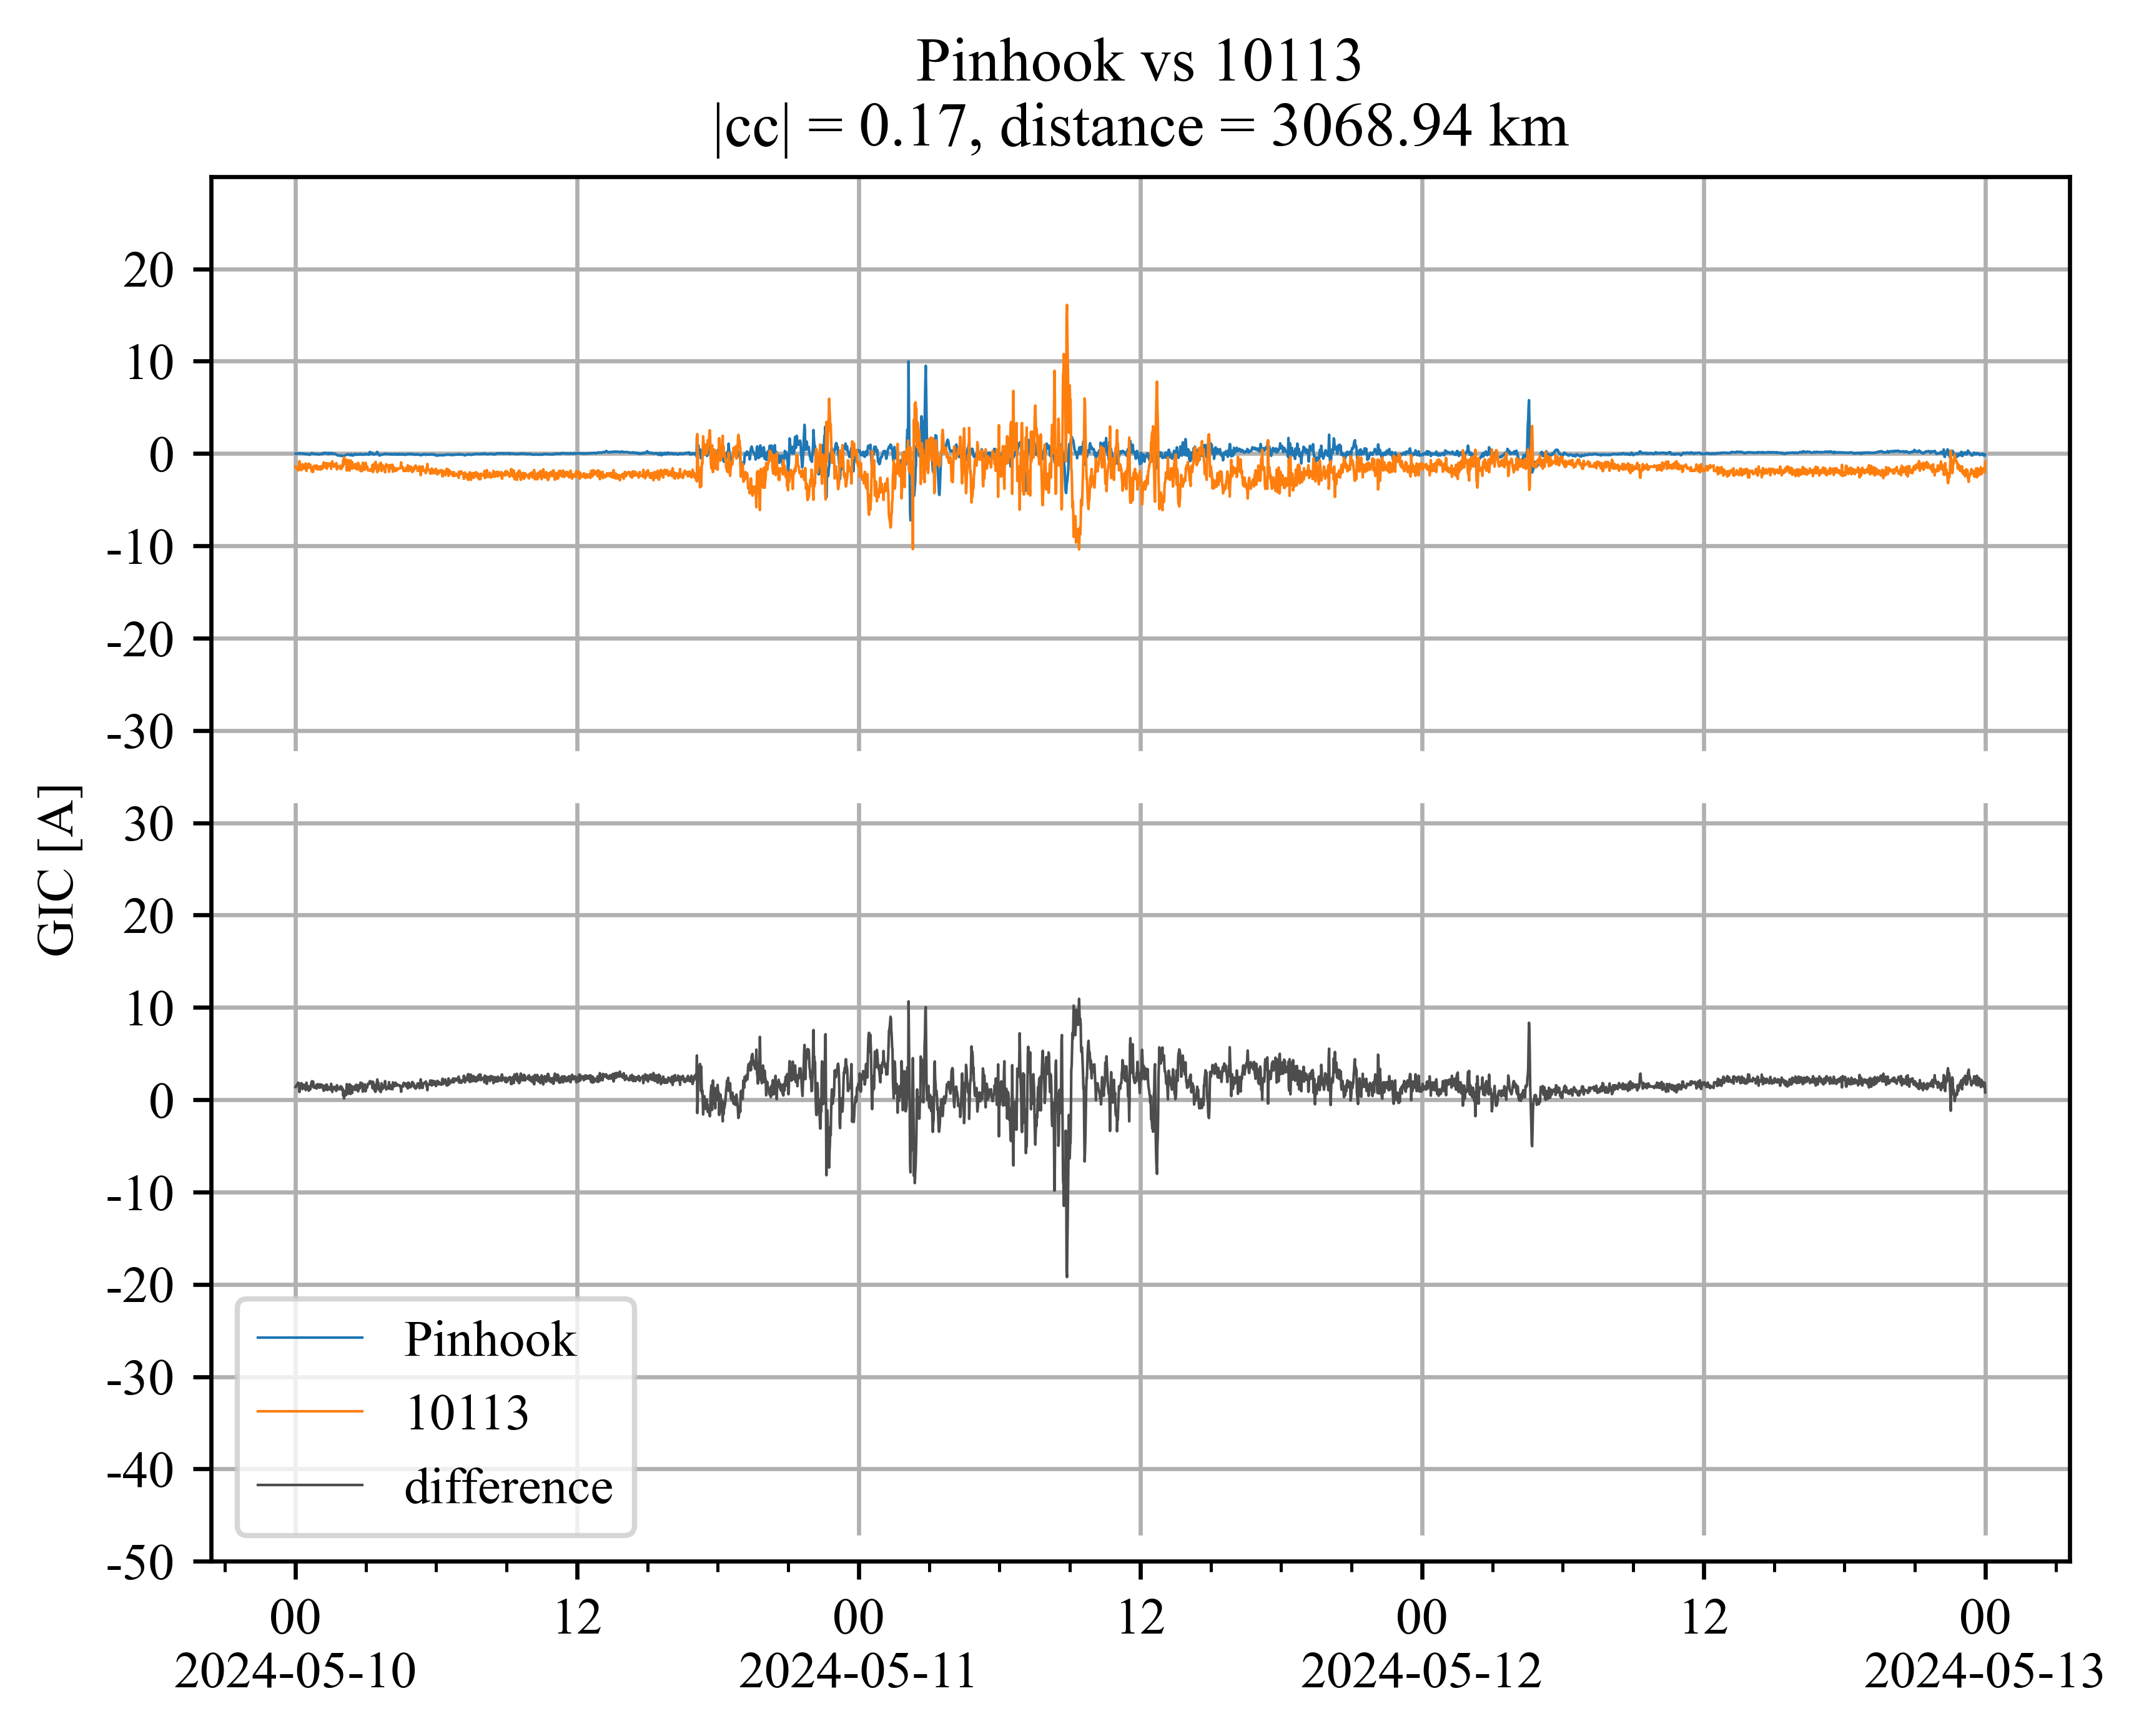 Pinhook vs 10113
|cc| = 0.17, distance = 3068.94 km
GIC [A]
20
10
0
-10
-20
-30
30
20
10
0
-10
-20
-30
-40
-50
Pinhook
10113
difference
00 12 00 12 00 12 00
2024-05-10 2024-05-11 2024-05-12 2024-05-13